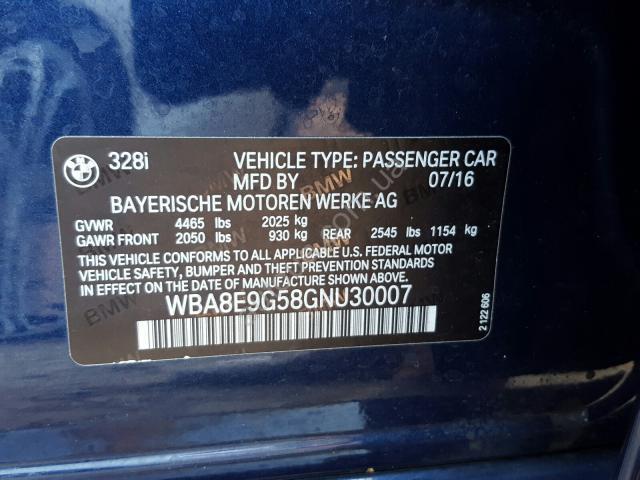 328i VEHICLE TYPE: PASSENGER CAR
MFD BY 07/16
BAYERISCHE MOTOREN WERKE AG
GVWR 4465 lbs 2025 kg
GAWR FRONT 2050 lbs 930 kg REAR 2545 lbs 1154 kg
THIS VEHICLE CONFORMS TO ALL APPLICABLE U.S. FEDERAL MOTOR
VEHICLE SAFETY, BUMPER AND THEFT PREVENTION STANDARDS
IN EFFECT ON THE DATE OF MANUFACTURE SHOWN ABOVE.
WBA8E9G58GNU30007
2 122 606
BMW